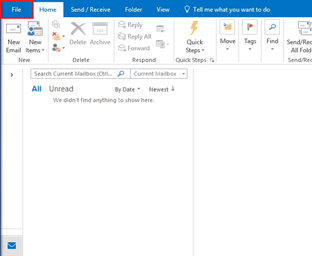 File Home Send / Receive Folder View Tell me what you want to do
New Email
New Items
Delete
Archive
Reply
Reply All
Forward
Quick Steps
Move
Tags
Find
Send/Receive All Folders
New Delete Respond Quick Steps
Search Current Mailbox (Ctrl... Current Mailbox
All Unread By Date Newest
We didn't find anything to show here.